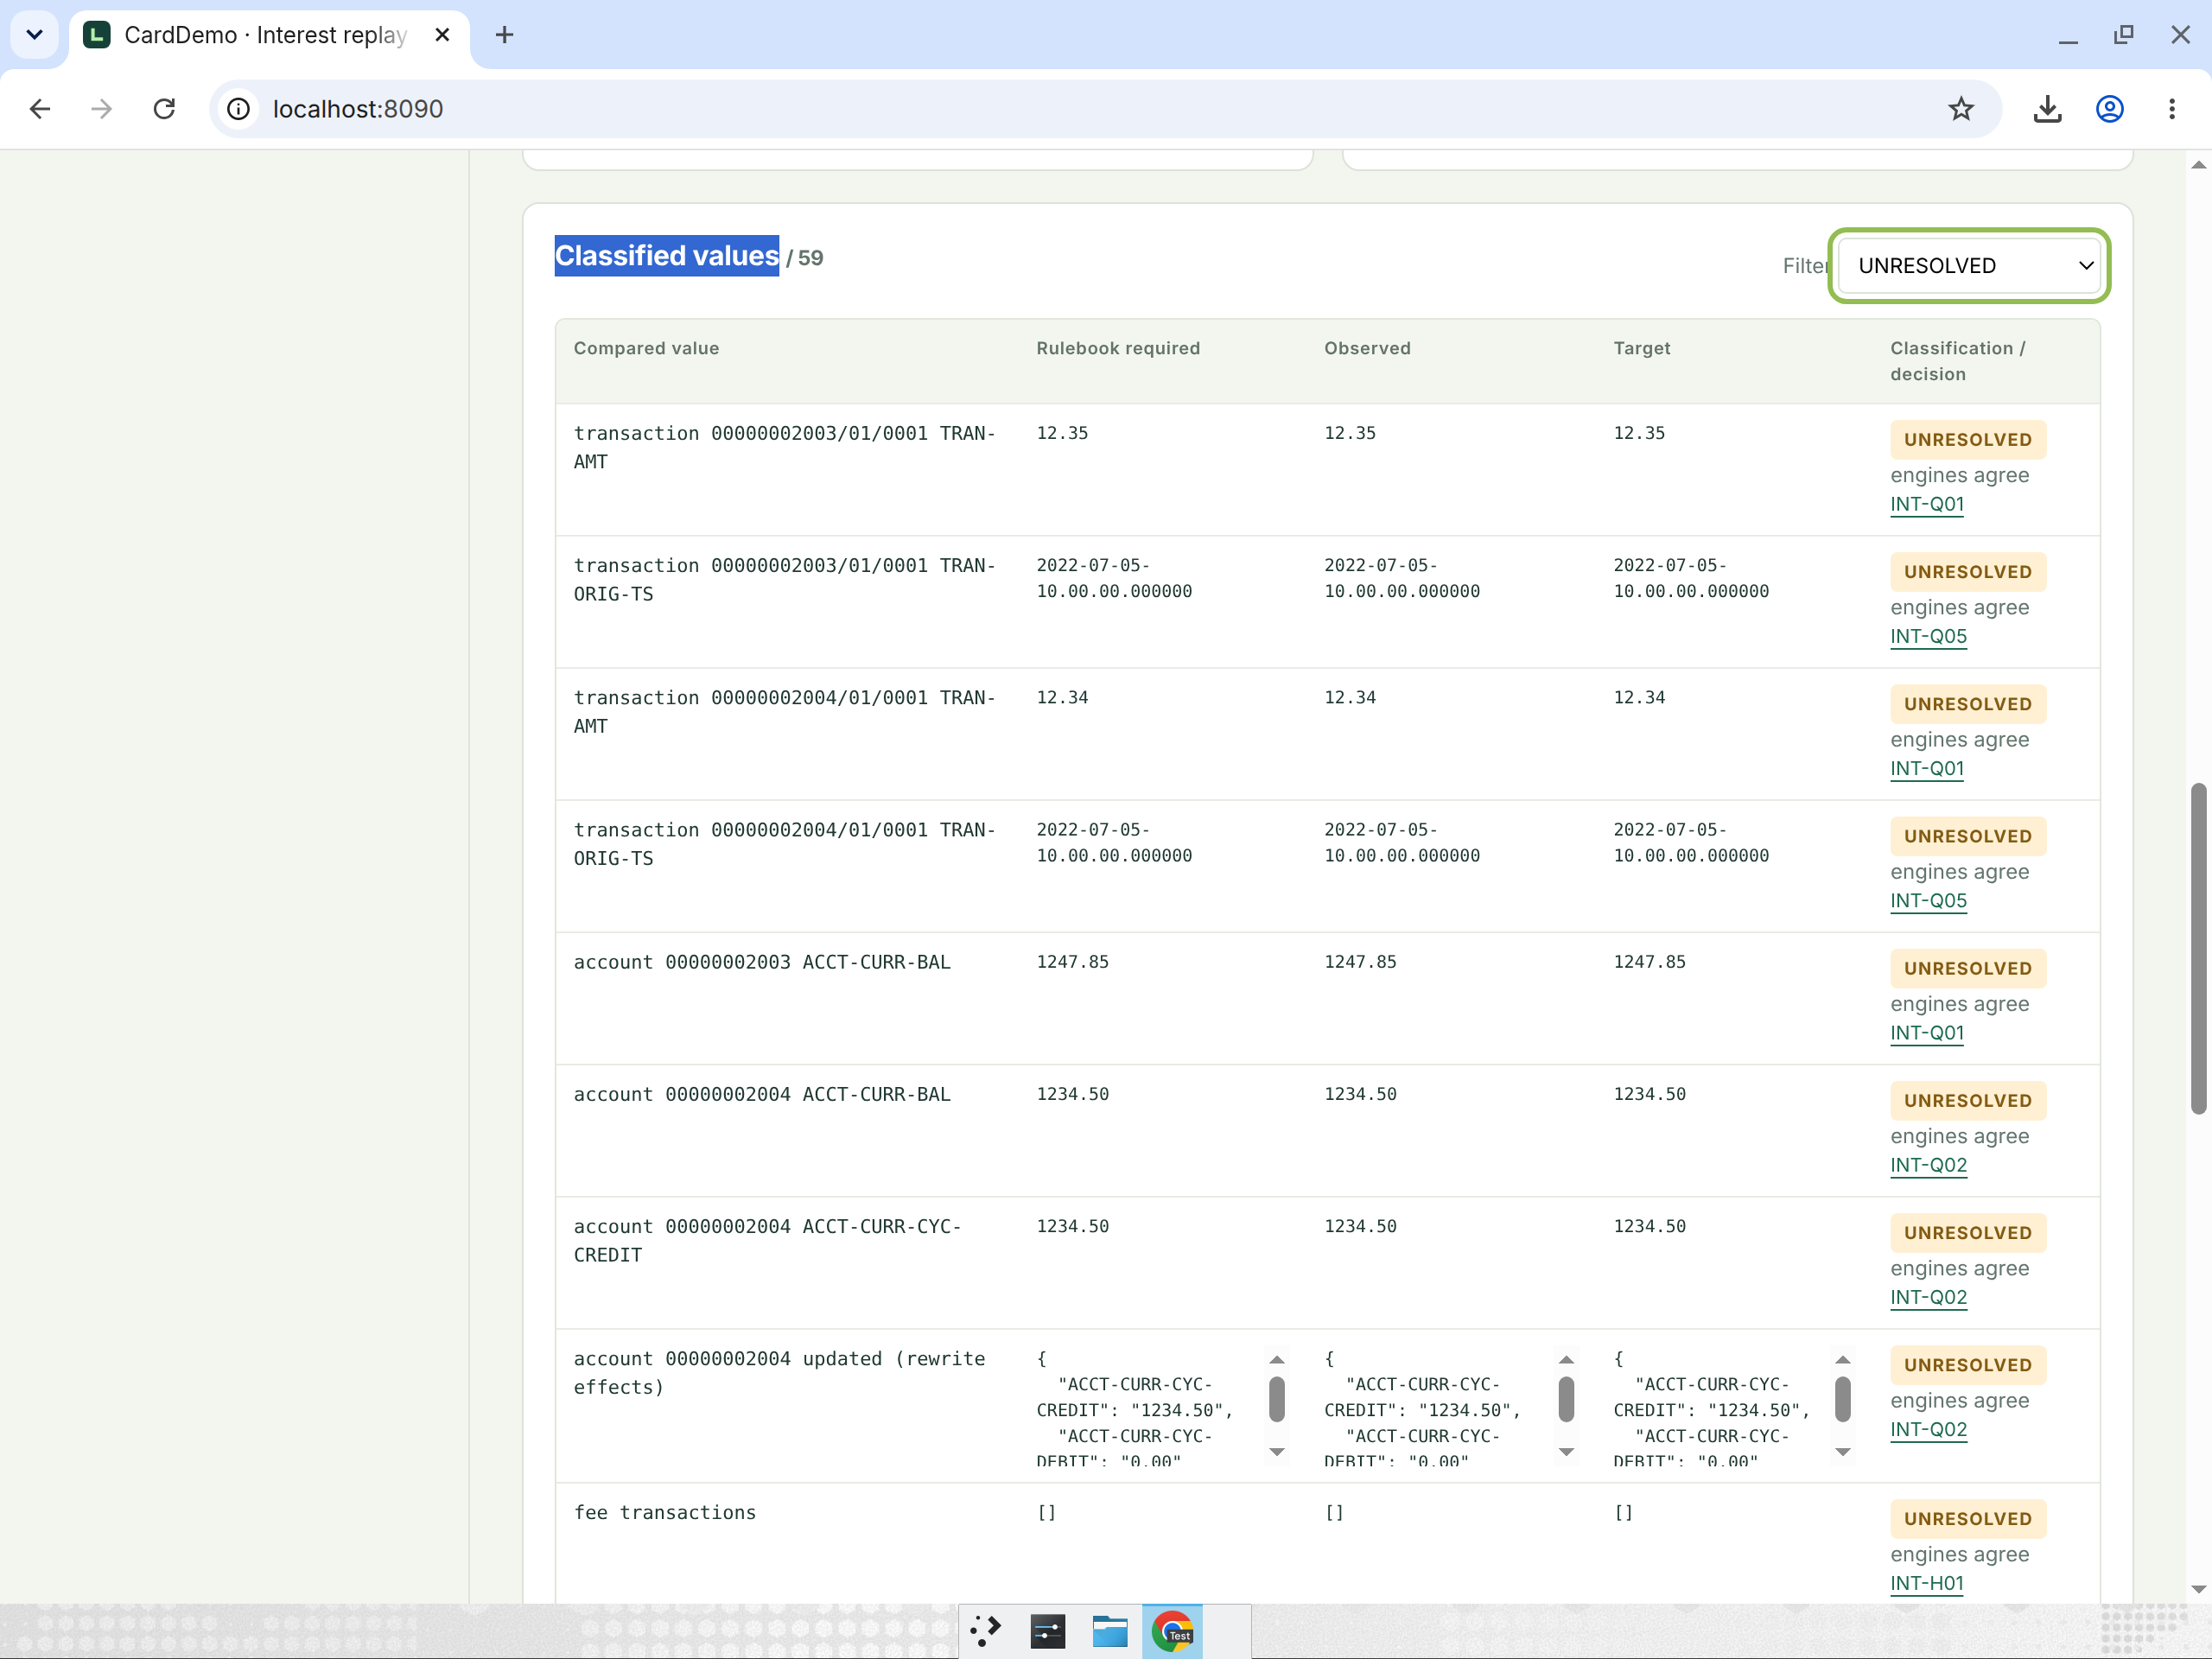 CardDemo · Interest replay
localhost:8090
Classified values / 59
Filter
UNRESOLVED
Compared value
Rulebook required
Observed
Target
Classification /
decision
transaction 00000002003/01/0001 TRAN-
AMT
12.35
12.35
12.35
UNRESOLVED
engines agree
INT-Q01
transaction 00000002003/01/0001 TRAN-
ORIG-TS
2022-07-05-
10.00.00.000000
2022-07-05-
10.00.00.000000
2022-07-05-
10.00.00.000000
UNRESOLVED
engines agree
INT-Q05
transaction 00000002004/01/0001 TRAN-
AMT
12.34
12.34
12.34
UNRESOLVED
engines agree
INT-Q01
transaction 00000002004/01/0001 TRAN-
ORIG-TS
2022-07-05-
10.00.00.000000
2022-07-05-
10.00.00.000000
2022-07-05-
10.00.00.000000
UNRESOLVED
engines agree
INT-Q05
account 00000002003 ACCT-CURR-BAL
1247.85
1247.85
1247.85
UNRESOLVED
engines agree
INT-Q01
account 00000002004 ACCT-CURR-BAL
1234.50
1234.50
1234.50
UNRESOLVED
engines agree
INT-Q02
account 00000002004 ACCT-CURR-CYC-
CREDIT
1234.50
1234.50
1234.50
UNRESOLVED
engines agree
INT-Q02
account 00000002004 updated (rewrite
effects)
{
"ACCT-CURR-CYC-
CREDIT": "1234.50",
"ACCT-CURR-CYC-
DEBIT": "0.00"
{
"ACCT-CURR-CYC-
CREDIT": "1234.50",
"ACCT-CURR-CYC-
DEBIT": "0.00"
{
"ACCT-CURR-CYC-
CREDIT": "1234.50",
"ACCT-CURR-CYC-
DEBIT": "0.00"
UNRESOLVED
engines agree
INT-Q02
fee transactions
[]
[]
[]
UNRESOLVED
engines agree
INT-H01
Test